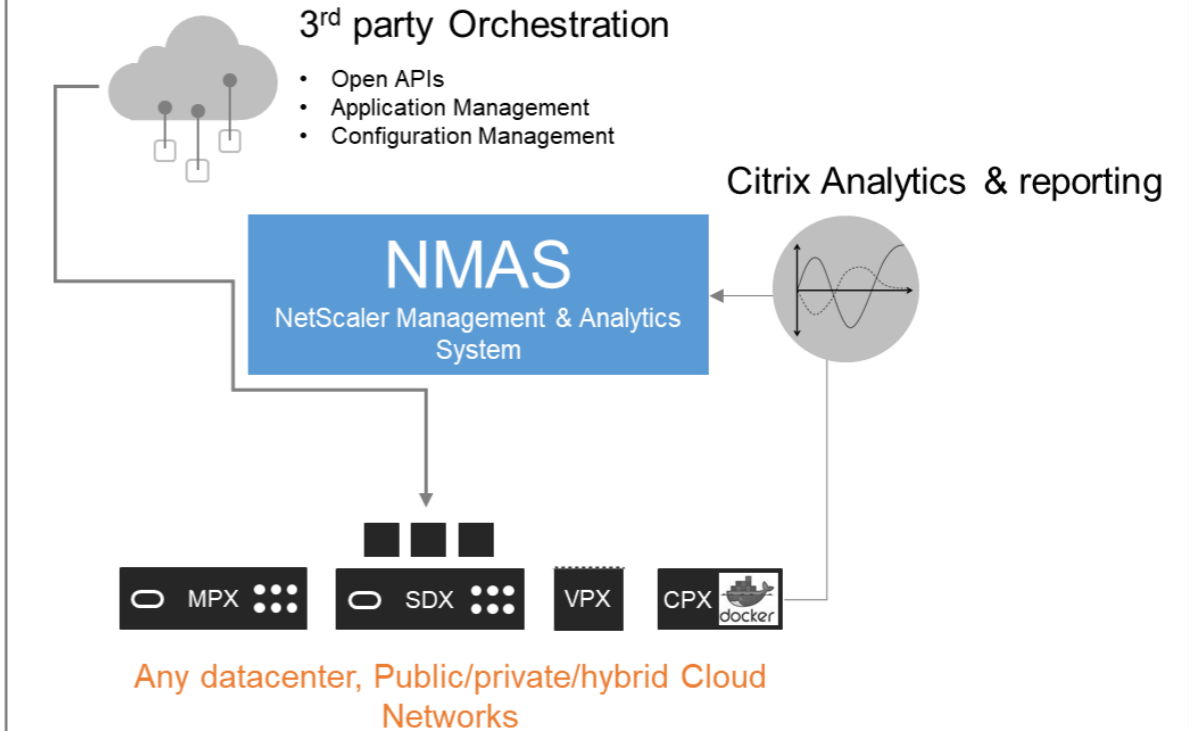 3rd party Orchestration
• Open APIs
• Application Management
• Configuration Management
Citrix Analytics & reporting
NMAS
NetScaler Management & Analytics
System
MPX
SDX
VPX
CPX
docker
Any datacenter, Public/private/hybrid Cloud
Networks